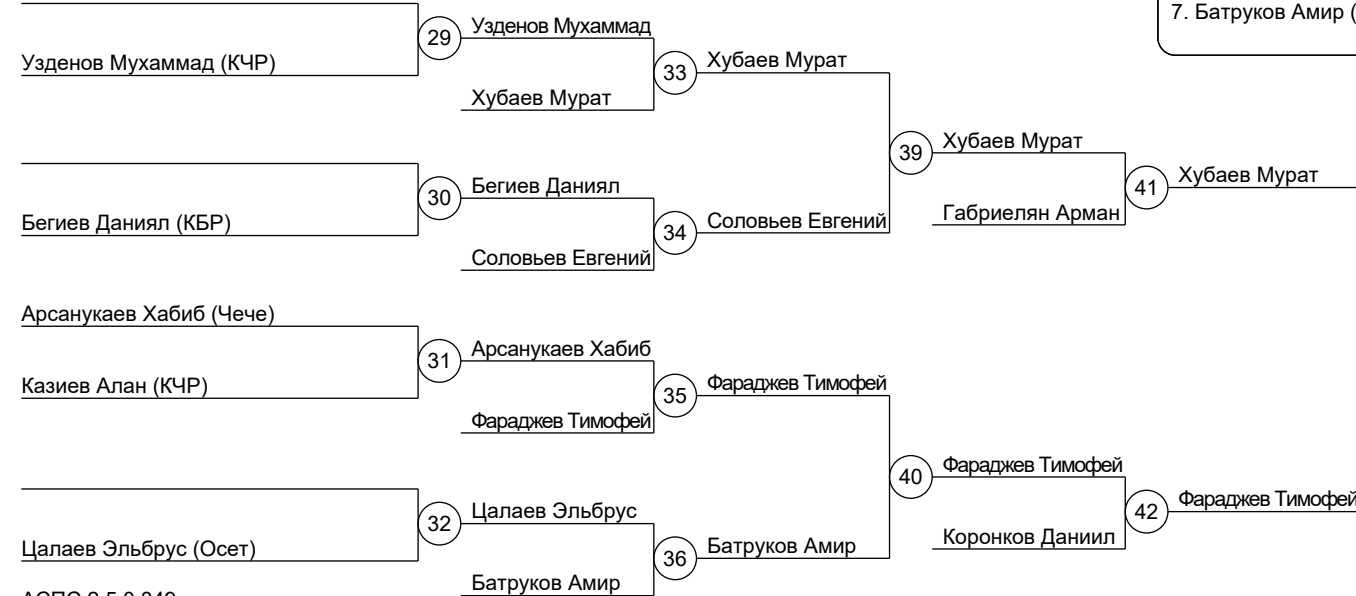 7. Батруков Амир (
29
Узденов Мухаммад
Узденов Мухаммад (КЧР)
33
Хубаев Мурат
Хубаев Мурат
39
Хубаев Мурат
41
Хубаев Мурат
30
Бегиев Даниял
Бегиев Даниял (КБР)
34
Соловьев Евгений
Габриелян Арман
Соловьев Евгений
Арсанукаев Хабиб (Чече)
31
Арсанукаев Хабиб
Казиев Алан (КЧР)
35
Фараджев Тимофей
Фараджев Тимофей
40
Фараджев Тимофей
42
Фараджев Тимофей
32
Цалаев Эльбрус
Цалаев Эльбрус (Осет)
36
Батруков Амир
Коронков Даниил
Батруков Амир